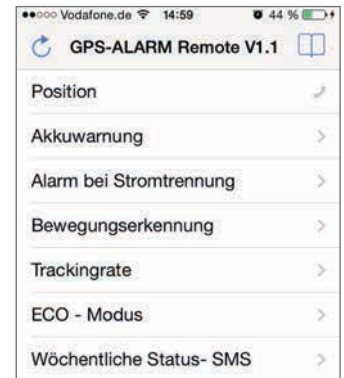 Vodafone.de 14:59 44 %
GPS-ALARM Remote V1.1
Position
Akkuwarnung
Alarm bei Stromtrennung
Bewegungserkennung
Trackingrate
ECO - Modus
Wöchentliche Status- SMS